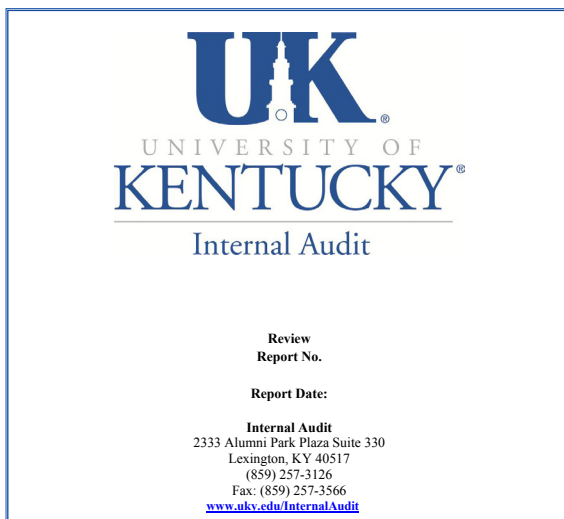 UK®
UNIVERSITY OF
KENTUCKY®
Internal Audit
Review
Report No.
Report Date:
Internal Audit
2333 Alumni Park Plaza Suite 330
Lexington, KY 40517
(859) 257-3126
Fax: (859) 257-3566
www.uky.edu/InternalAudit